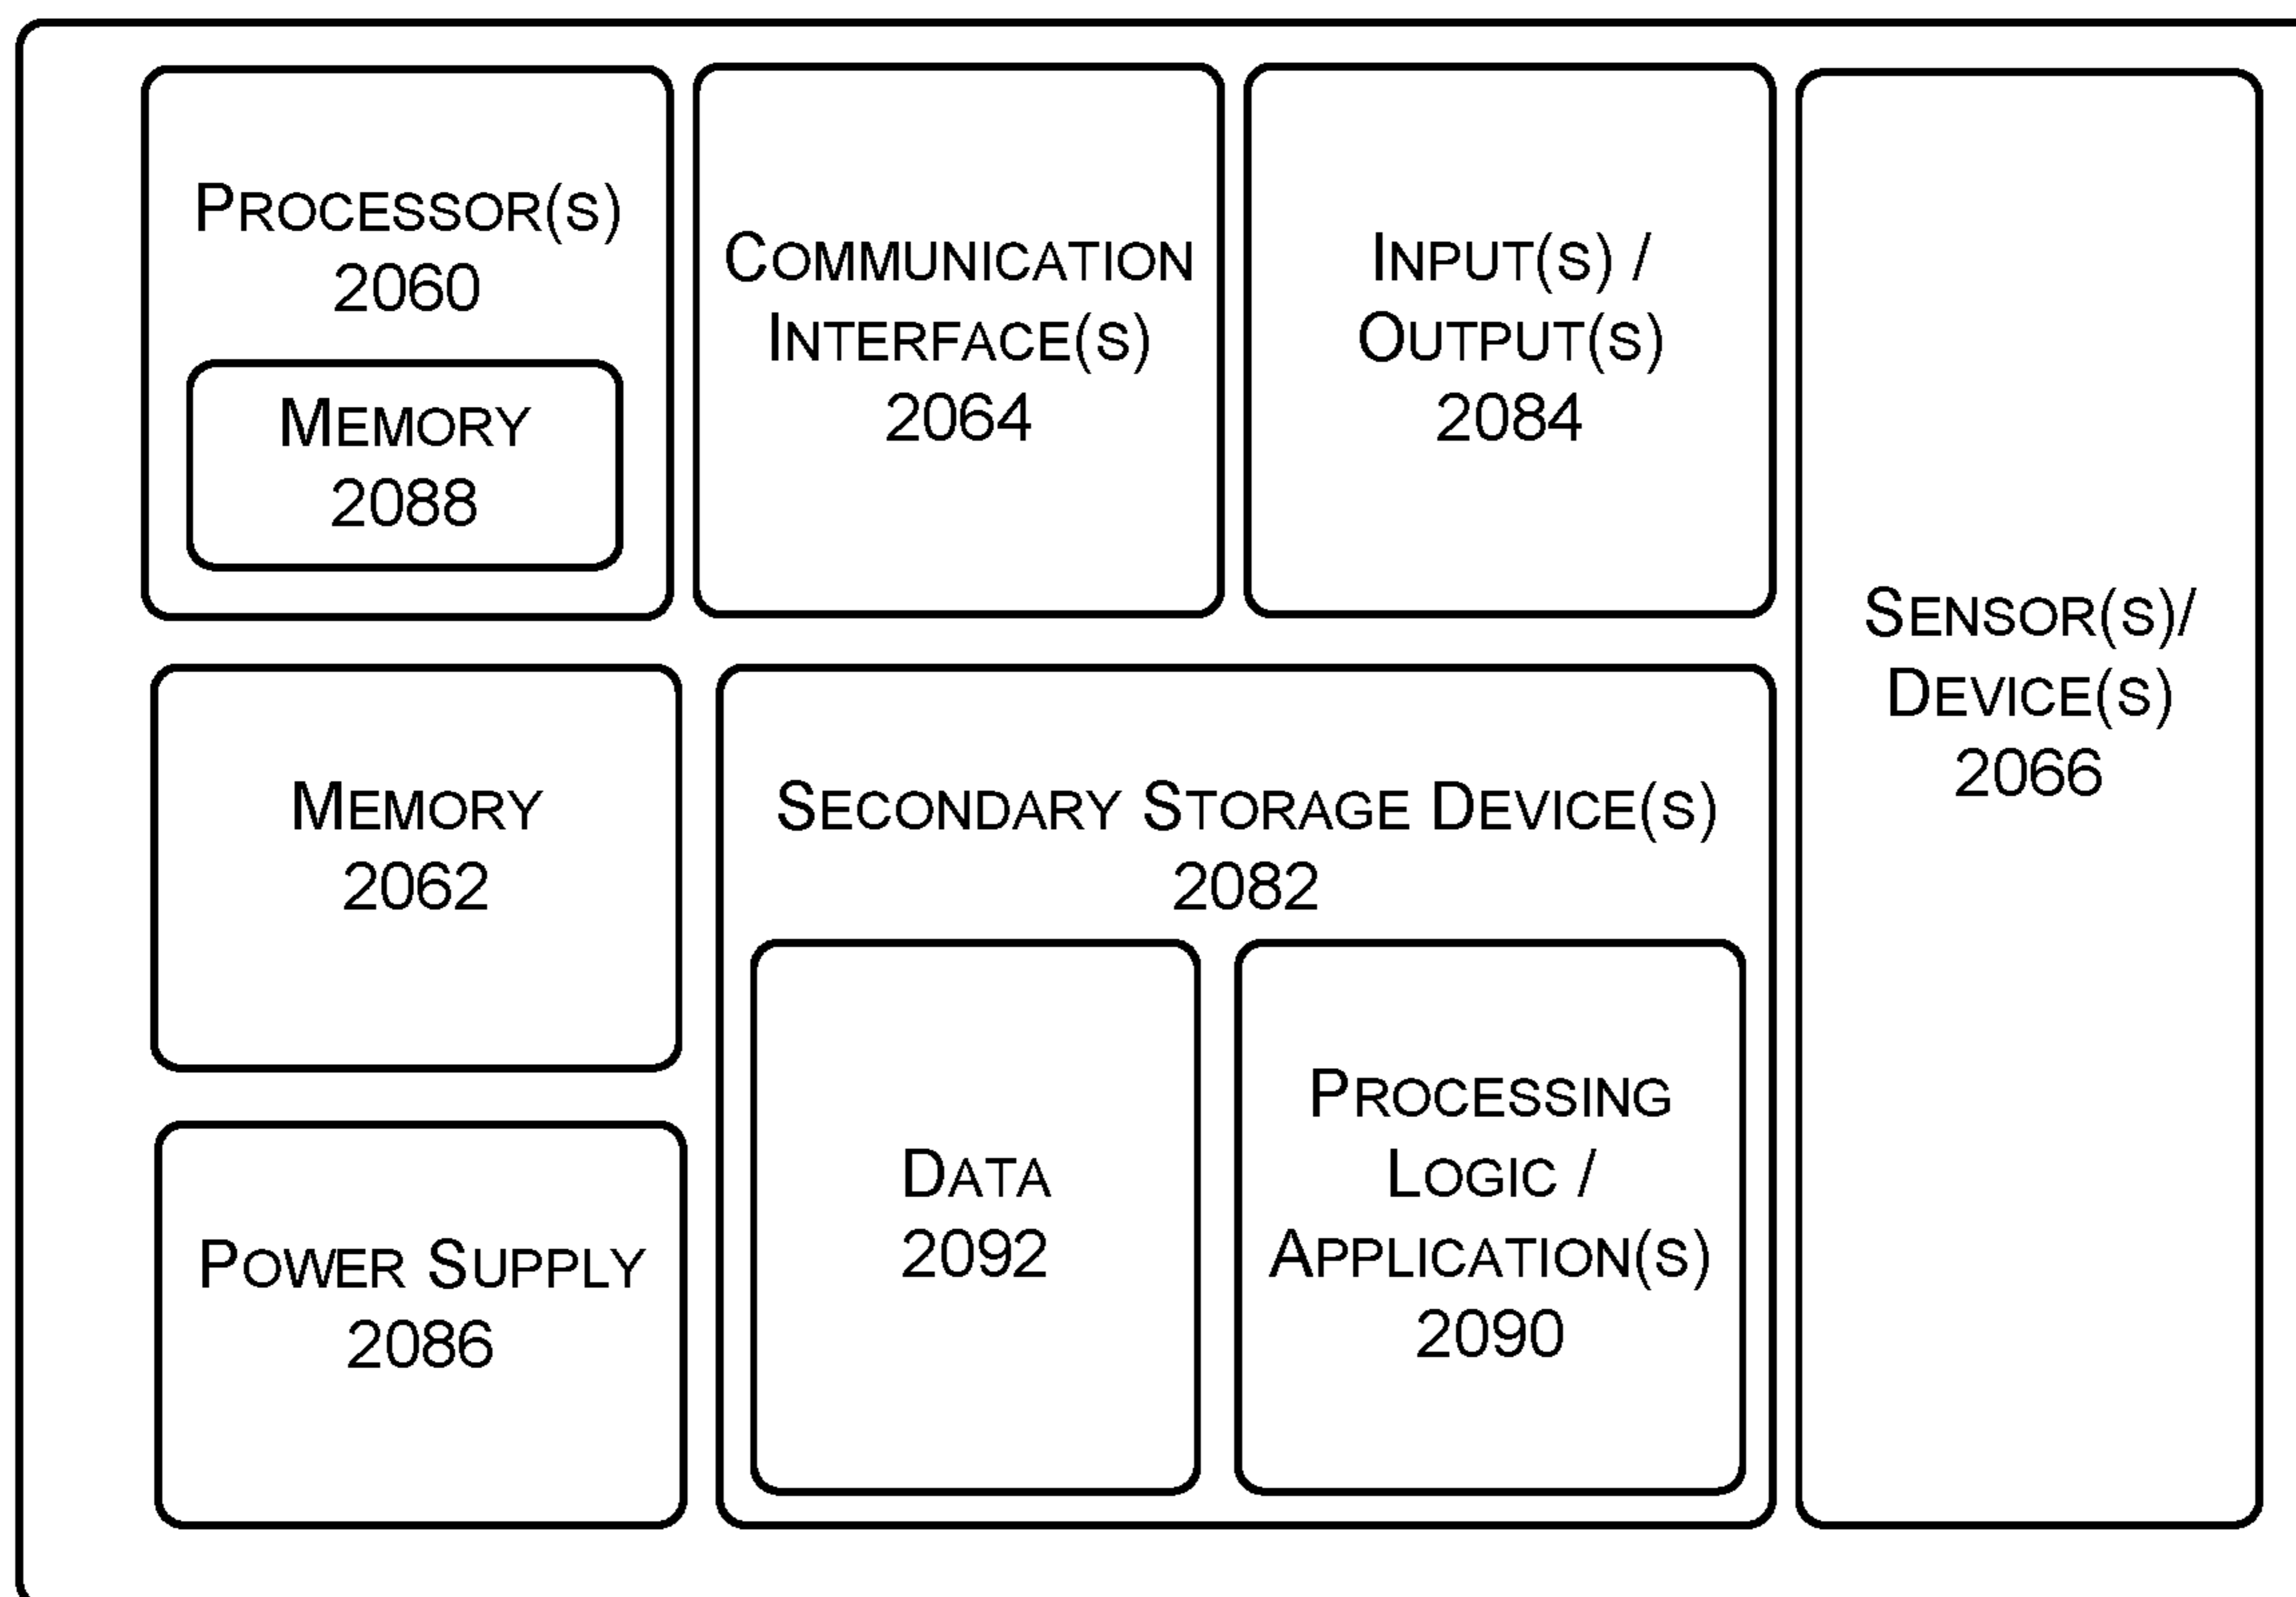 PROCESSOR(S)
2060
MEMORY
2088
COMMUNICATION
INTERFACE(S)
2064
INPUT(S) /
OUTPUT(S)
2084
SENSOR(S)/
DEVICE(S)
2066
MEMORY
2062
SECONDARY STORAGE DEVICE(S)
2082
DATA
2092
PROCESSING
LOGIC /
APPLICATION(S)
2090
POWER SUPPLY
2086